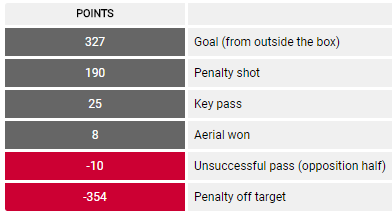 POINTS
327 Goal (from outside the box)
190 Penalty shot
25 Key pass
8 Aerial won
-10 Unsuccessful pass (opposition half)
-354 Penalty off target